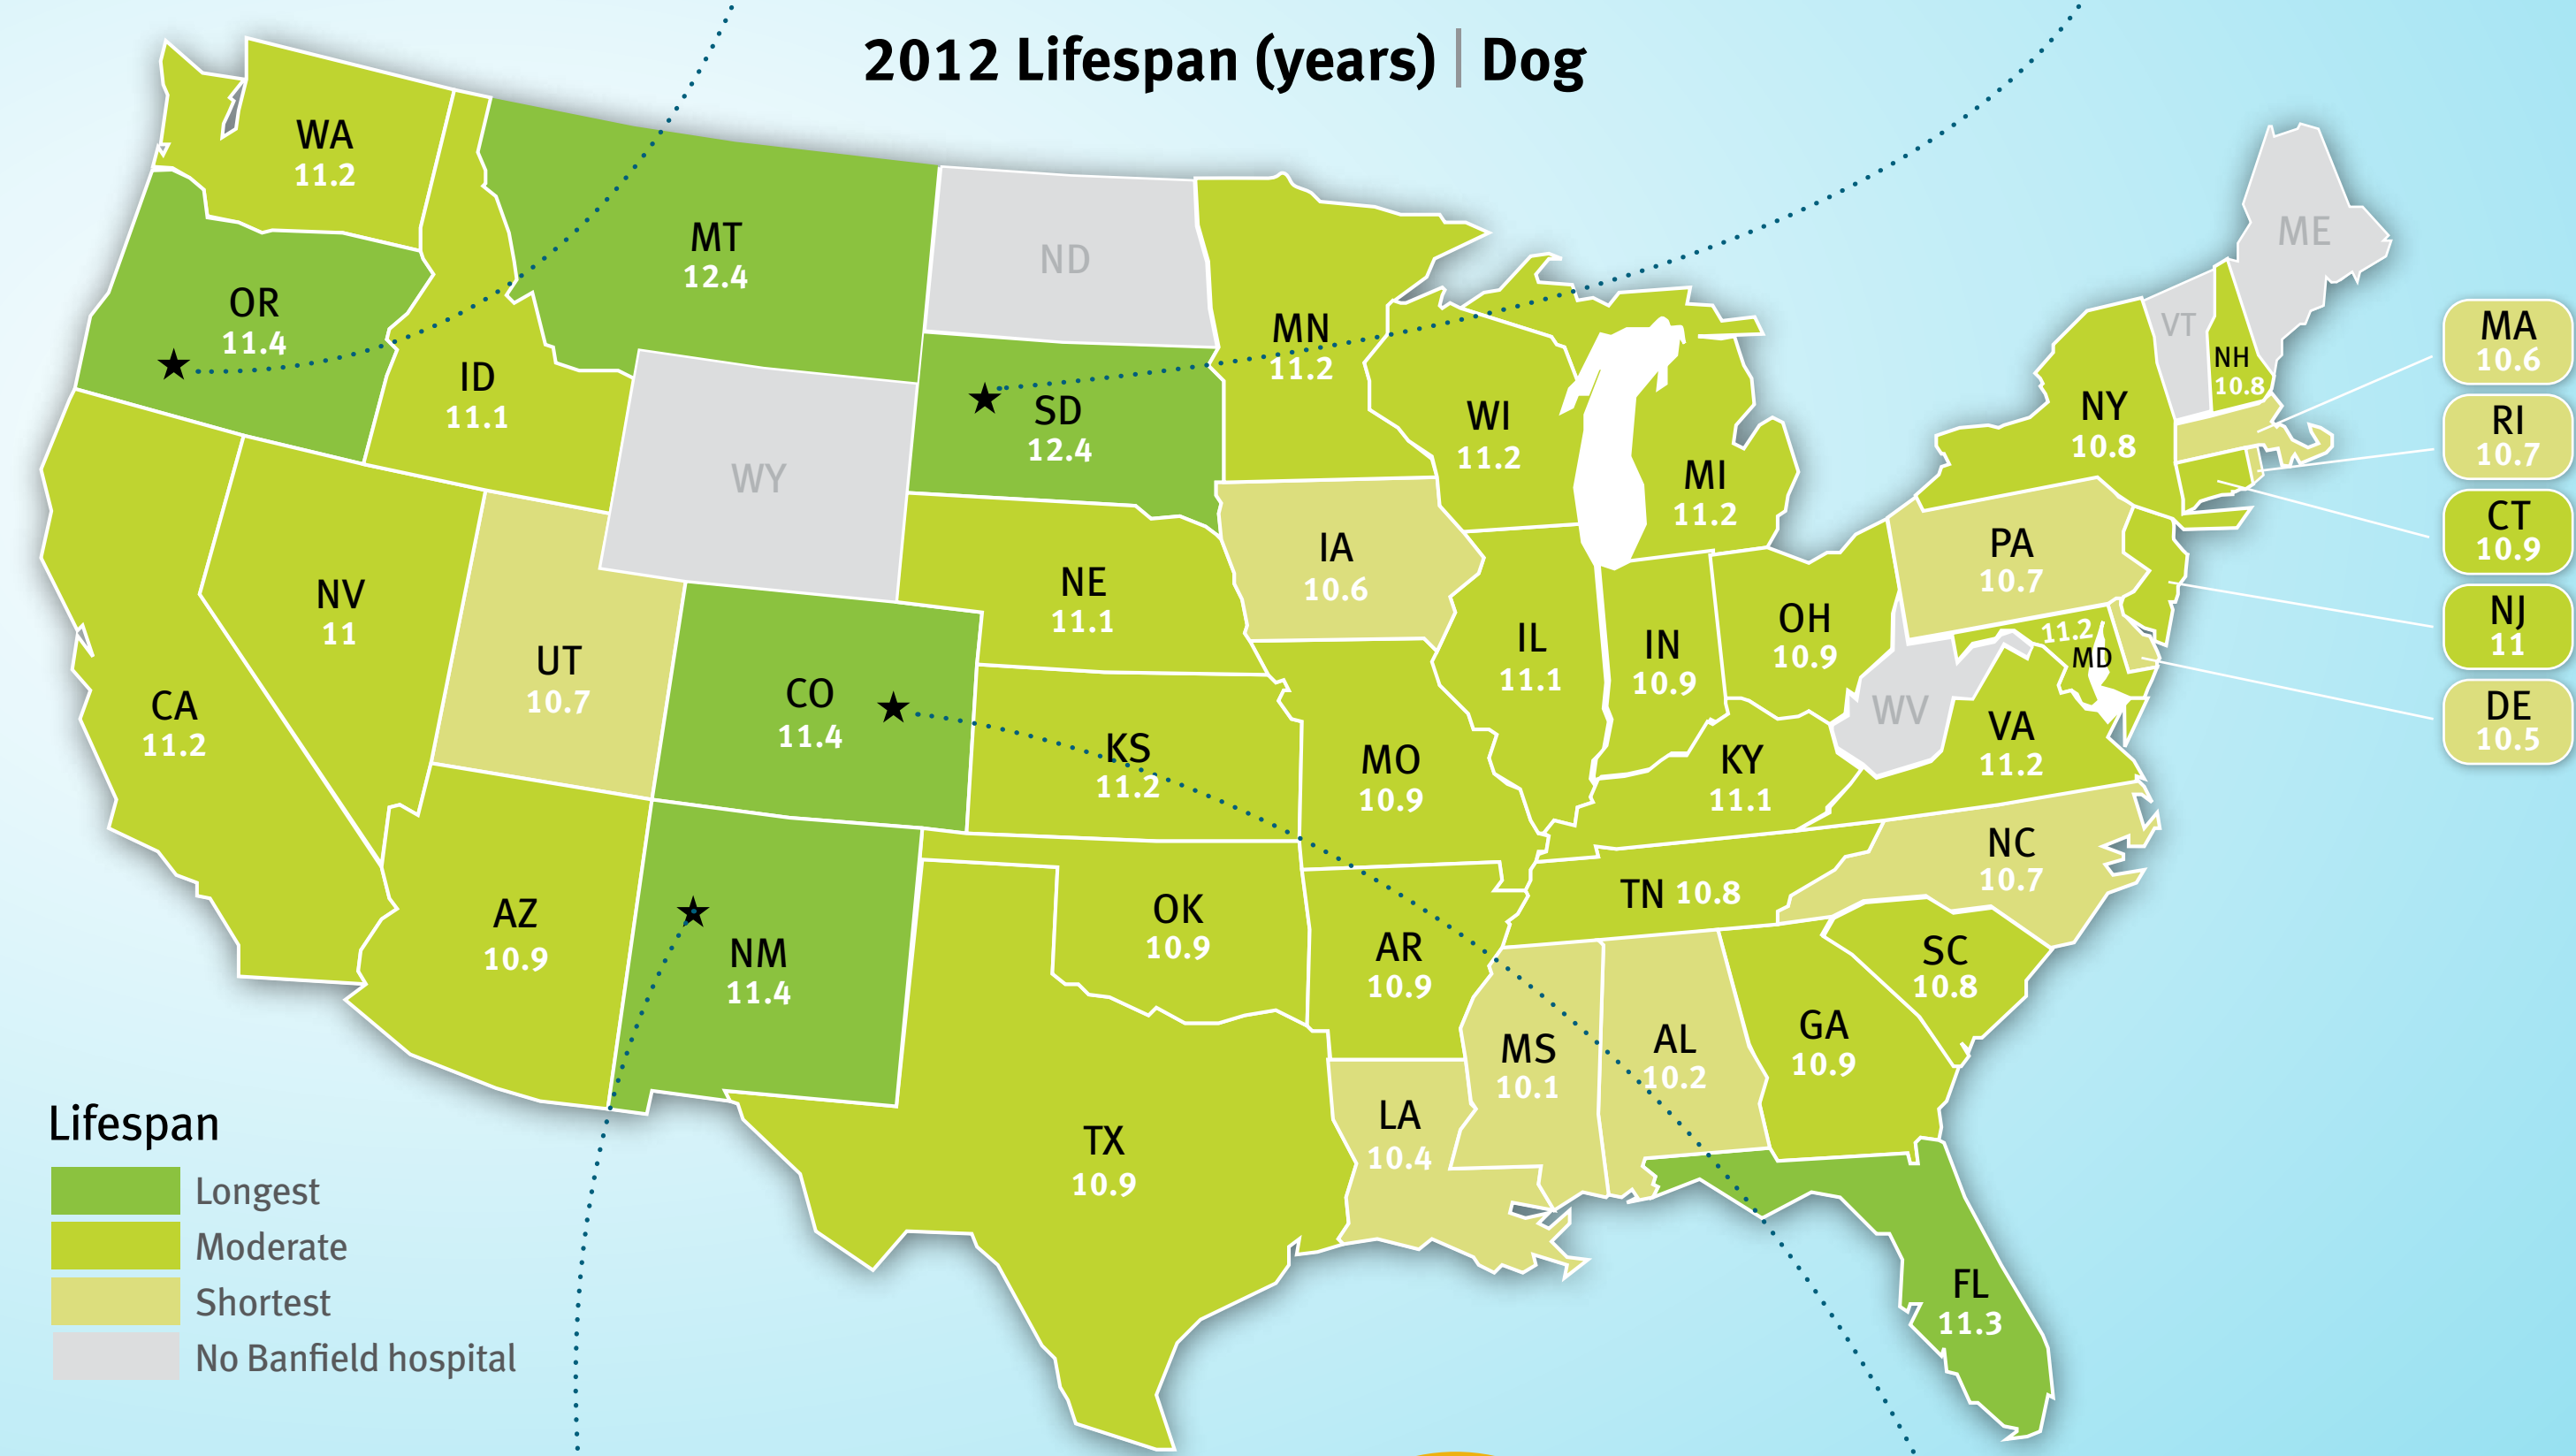 2012 Lifespan (years) | Dog
WA
11.2
OR
11.4
MT
12.4
ID
11.1
ND
MN
11.2
SD
12.4
WY
WI
11.2
MI
11.2
ME
VT
NH
10.8
NY
10.8
MA
10.6
RI
10.7
CT
10.9
NJ
11
DE
10.5
CA
11.2
NV
11
UT
10.7
CO
11.4
NE
11.1
IA
10.6
IL
11.1
IN
10.9
OH
10.9
PA
10.7
11.2
MD
WV
VA
11.2
KS
11.2
MO
10.9
KY
11.1
NC
10.7
TN 10.8
AZ
10.9
NM
11.4
OK
10.9
AR
10.9
SC
10.8
MS
10.1
AL
10.2
GA
10.9
LA
10.4
TX
10.9
FL
11.3
Lifespan
Longest
Moderate
Shortest
No Banfield hospital